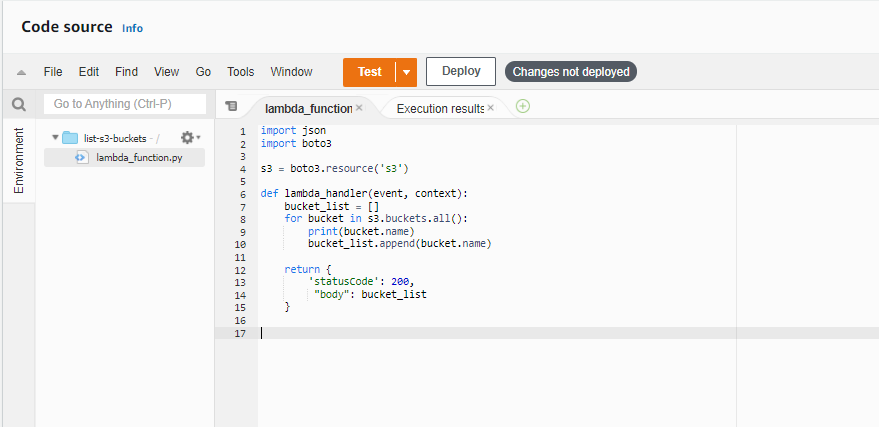 Code source Info
File Edit Find View Go Tools Window Test Deploy Changes not deployed
Go to Anything (Ctrl-P)
lambda_function Execution results
Environment
list-s3-buckets - /
lambda_function.py
1 import json
2 import boto3
3
4 s3 = boto3.resource('s3')
5
6 def lambda_handler(event, context):
7     bucket_list = []
8     for bucket in s3.buckets.all():
9         print(bucket.name)
10         bucket_list.append(bucket.name)
11
12     return {
13         'statusCode': 200,
14          "body": bucket_list
15     }
16
17